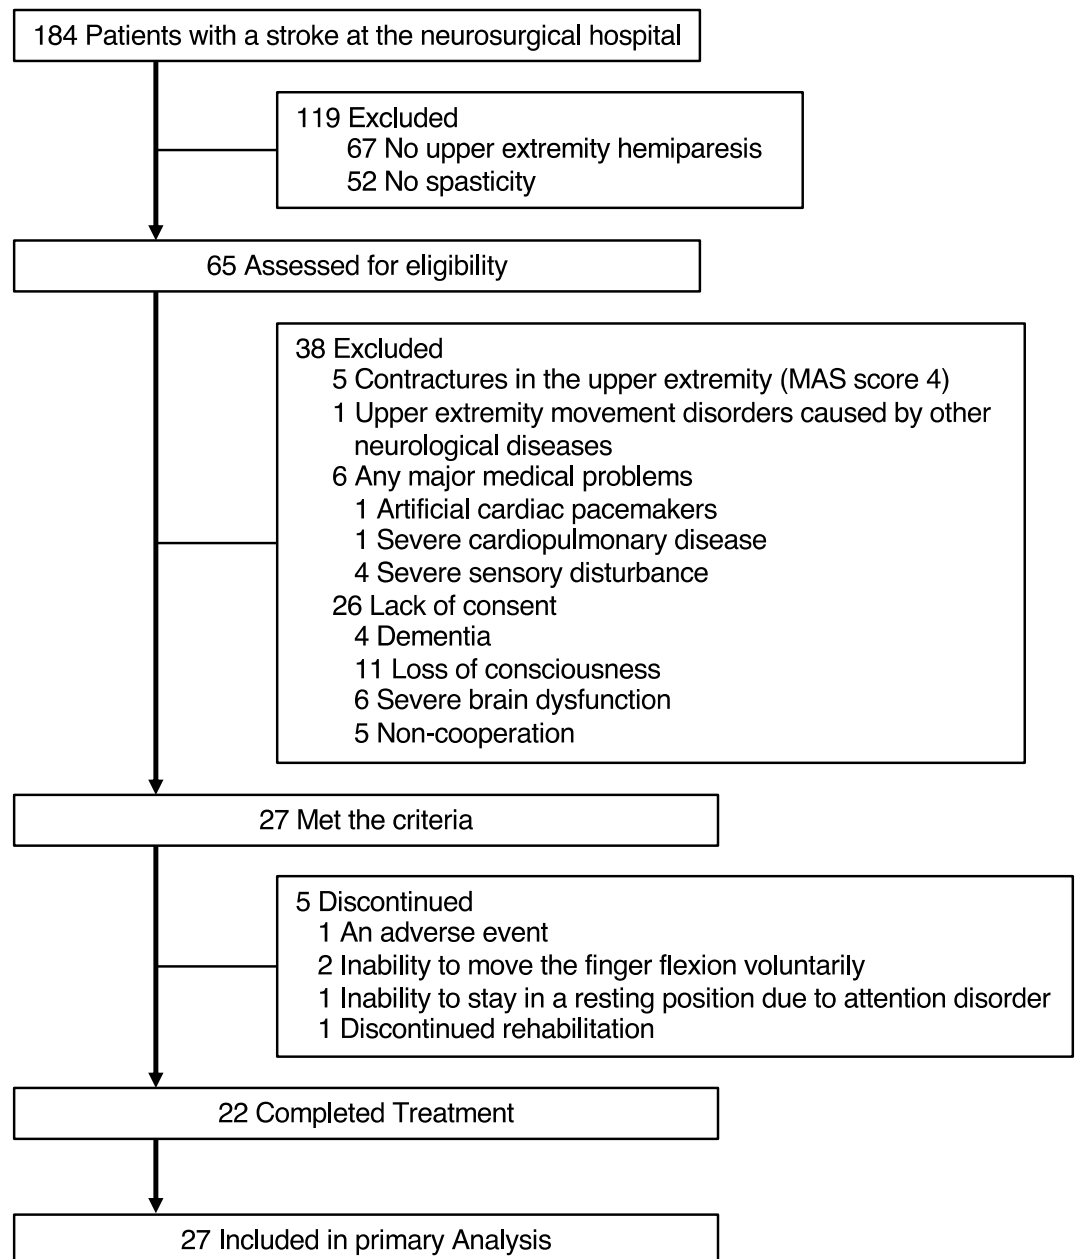 184 Patients with a stroke at the neurosurgical hospital
119 Excluded
67 No upper extremity hemiparesis
52 No spasticity
65 Assessed for eligibility
38 Excluded
5 Contractures in the upper extremity (MAS score 4)
1 Upper extremity movement disorders caused by other
neurological diseases
6 Any major medical problems
1 Artificial cardiac pacemakers
1 Severe cardiopulmonary disease
4 Severe sensory disturbance
26 Lack of consent
4 Dementia
11 Loss of consciousness
6 Severe brain dysfunction
5 Non-cooperation
27 Met the criteria
5 Discontinued
1 An adverse event
2 Inability to move the finger flexion voluntarily
1 Inability to stay in a resting position due to attention disorder
1 Discontinued rehabilitation
22 Completed Treatment
27 Included in primary Analysis